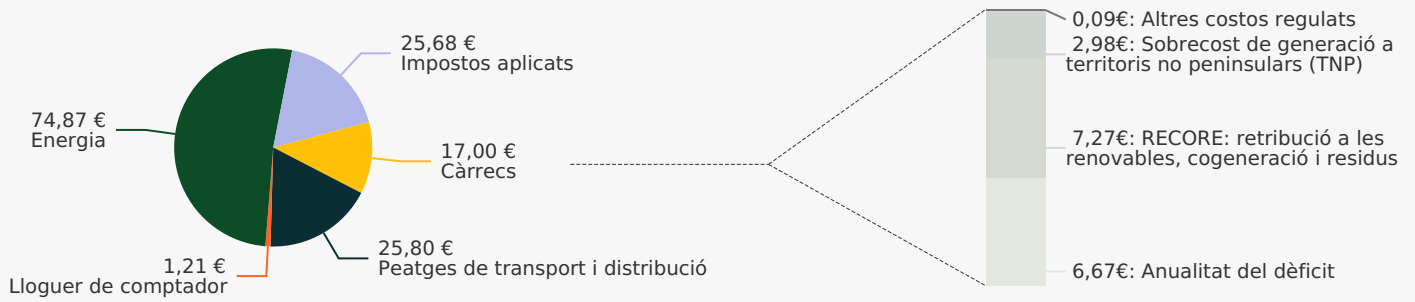 25,68 €
Impostos aplicats
74,87 €
Energia
17,00 €
Càrrecs
25,80 €
Peatges de transport i distribució
1,21 €
Lloguer de comptador
0,09€: Altres costos regulats
2,98€: Sobrecost de generació a
territoris no peninsulars (TNP)
7,27€: RECORE: retribució a les
renovables, cogeneració i residus
6,67€: Anualitat del dèficit